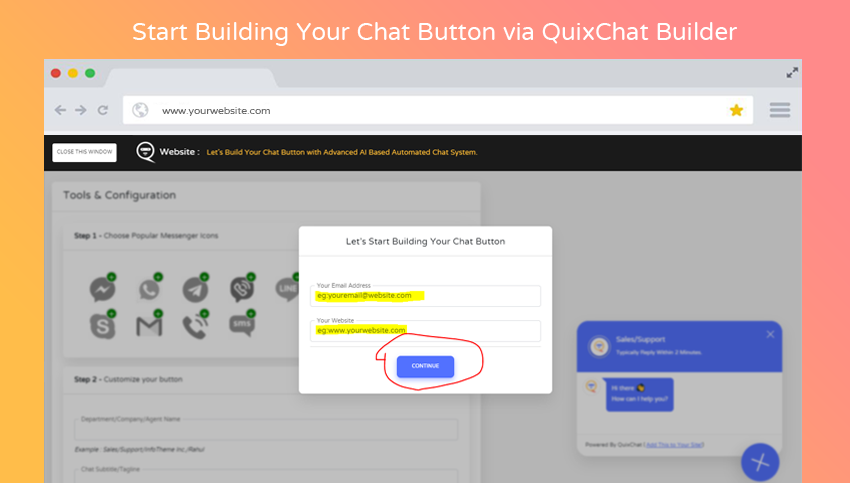 Start Building Your Chat Button via QuixChat Builder
www.yourwebsite.com
CLOSE THIS WINDOW
Website : Let's Build Your Chat Button with Advanced AI Based Automated Chat System.
Tools & Configuration
Step 1 - Choose Popular Messenger Icons
LINE
sms
Step 2 - Customize your button
Department/Company/Agent Name
Example : Sales/Support/InfoTheme Inc,/Rahul
Chat Subtitle/Tagline
Let's Start Building Your Chat Button
Your Email Address
eg:youremail@website.com
Your Website
eg:www.yourwebsite.com
CONTINUE
Sales/Support
Typically Reply Within 2 Minutes.
Hi there
How can I help you?
Powered By QuixChat [ Add This to Your Site!]